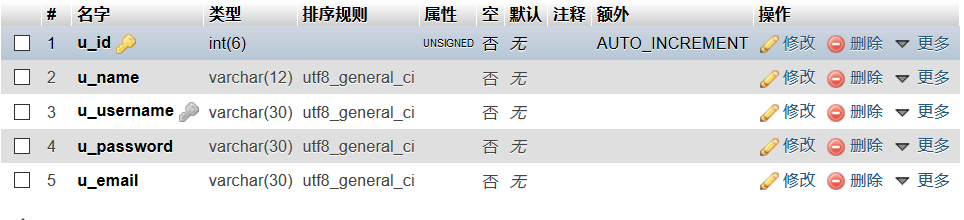 # 名字 类型 排序规则 属性 空 默认 注释 额外 操作
1 u_id int(6) UNSIGNED 否 无 AUTO_INCREMENT 修改 删除 更多
2 u_name varchar(12) utf8_general_ci 否 无 修改 删除 更多
3 u_username varchar(30) utf8_general_ci 否 无 修改 删除 更多
4 u_password varchar(30) utf8_general_ci 否 无 修改 删除 更多
5 u_email varchar(30) utf8_general_ci 否 无 修改 删除 更多